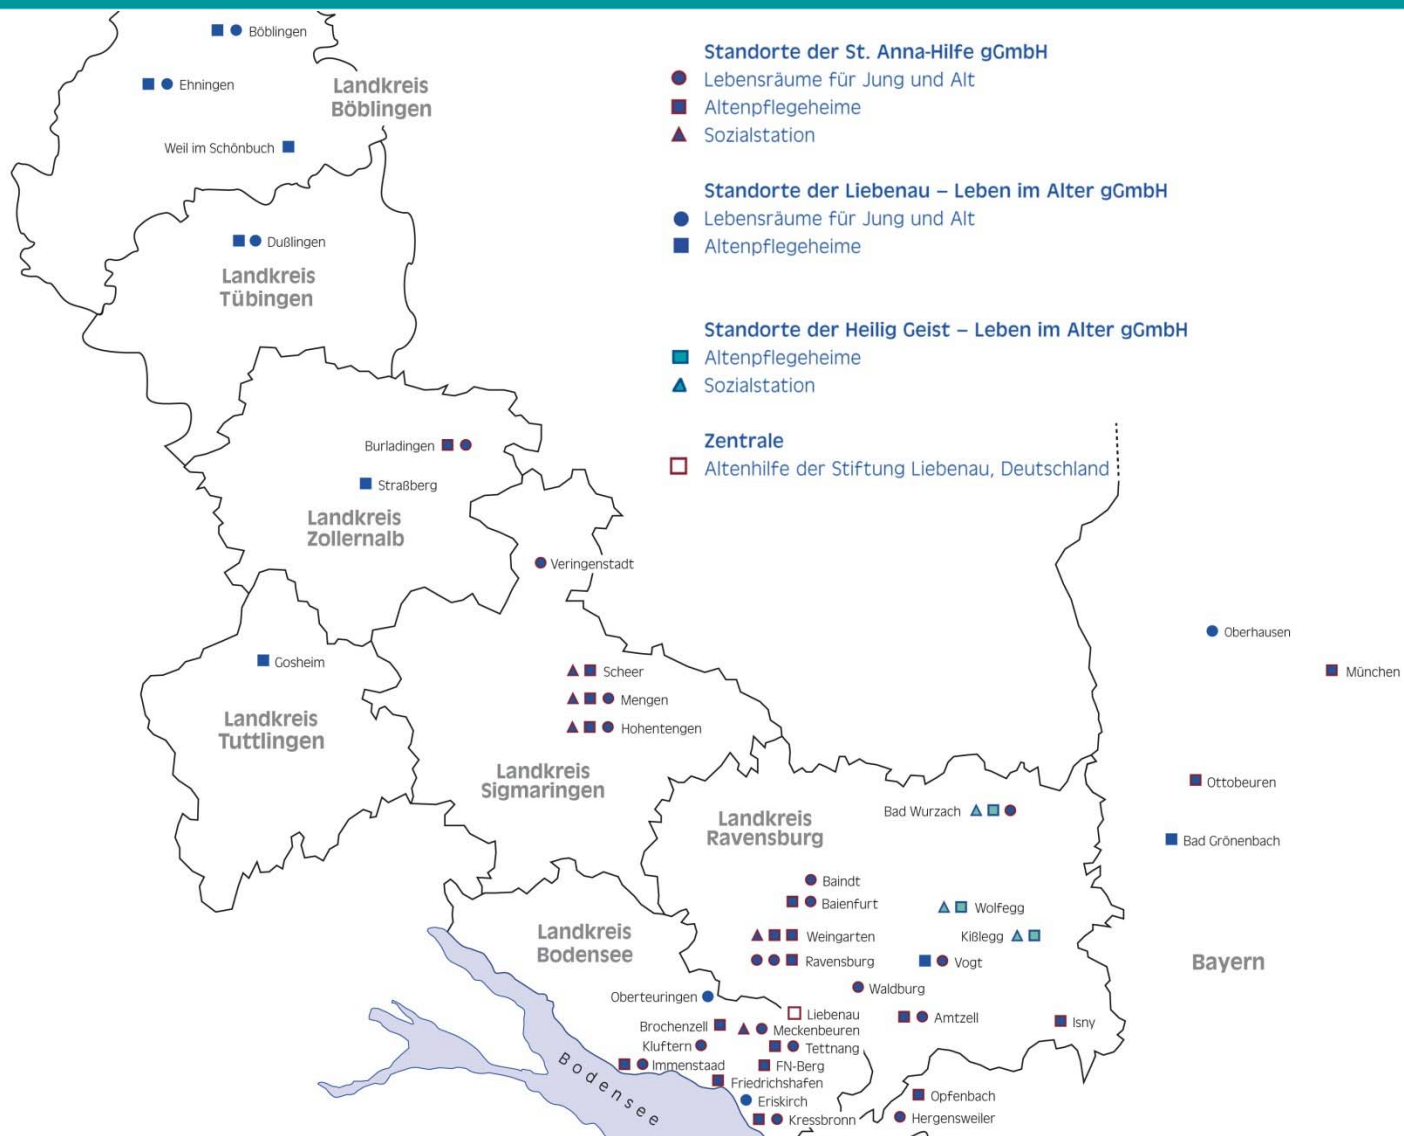 Böblingen
Ehningen
Landkreis
Böblingen
Weil im Schönbuch
Dußlingen
Landkreis
Tübingen
Standorte der St. Anna-Hilfe gGmbH
Lebensräume für Jung und Alt
Altenpflegeheime
Sozialstation
Standorte der Liebenau – Leben im Alter gGmbH
Lebensräume für Jung und Alt
Altenpflegeheime
Standorte der Heilig Geist – Leben im Alter gGmbH
Altenpflegeheime
Sozialstation
Zentrale
Altenhilfe der Stiftung Liebenau, Deutschland
Burladingen
Straßberg
Landkreis
Zollernalb
Veringenstadt
Gosheim
Landkreis
Tuttlingen
Scheer
Mengen
Hohentengen
Landkreis
Sigmaringen
Oberhausen
München
Ottobeuren
Bad Grönenbach
Bayern
Landkreis
Ravensburg
Bad Wurzach
Baindt
Baienfurt
Wolfegg
Weingarten
Kißlegg
Ravensburg
Vogt
Waldburg
Landkreis
Bodensee
Oberteuringen
Liebenau
Amtzell
Isny
Brochenzell
Meckenbeuren
Kluftern
Tettnang
Immenstaad
FN-Berg
Friedrichshafen
Eriskirch
Kressbronn
Opfenbach
Hergensweiler
Bodensee